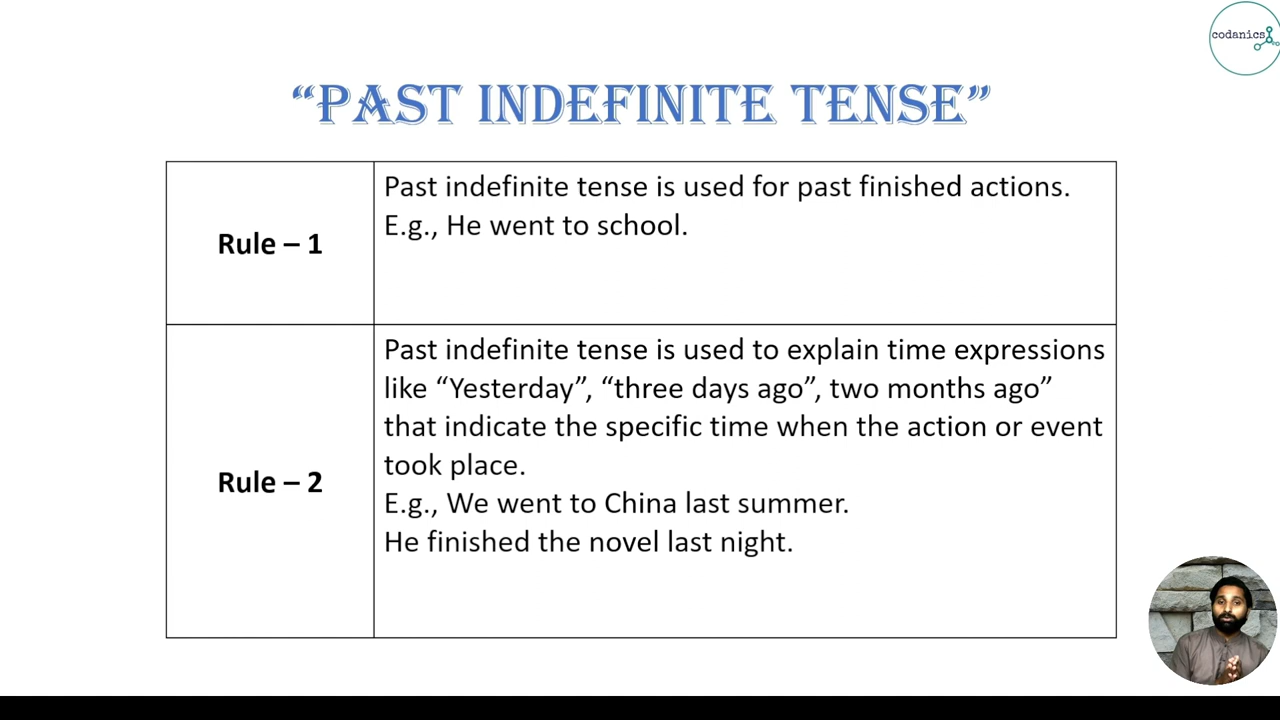 codanics
“PAST INDEFINITE TENSE”
Rule – 1
Past indefinite tense is used for past finished actions.
E.g., He went to school.
Rule – 2
Past indefinite tense is used to explain time expressions
like “Yesterday”, “three days ago”, two months ago”
that indicate the specific time when the action or event
took place.
E.g., We went to China last summer.
He finished the novel last night.